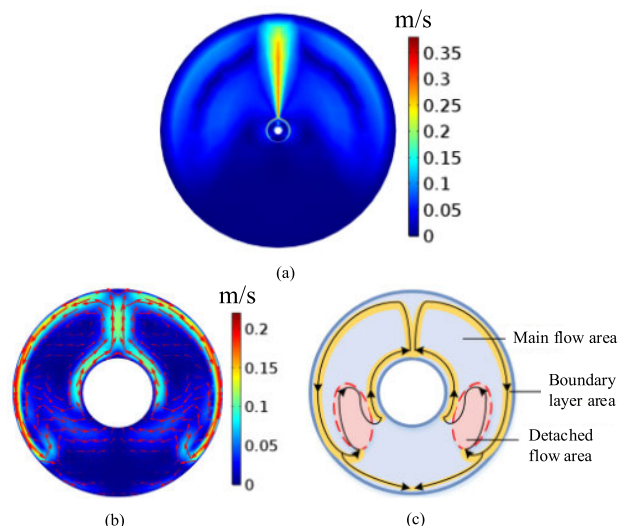 m/s
0.35
0.3
0.25
0.2
0.15
0.1
0.05
0
(a)
m/s
0.2
0.15
0.1
0.05
0
(b)
Main flow area
Boundary
layer area
Detached
flow area
(c)